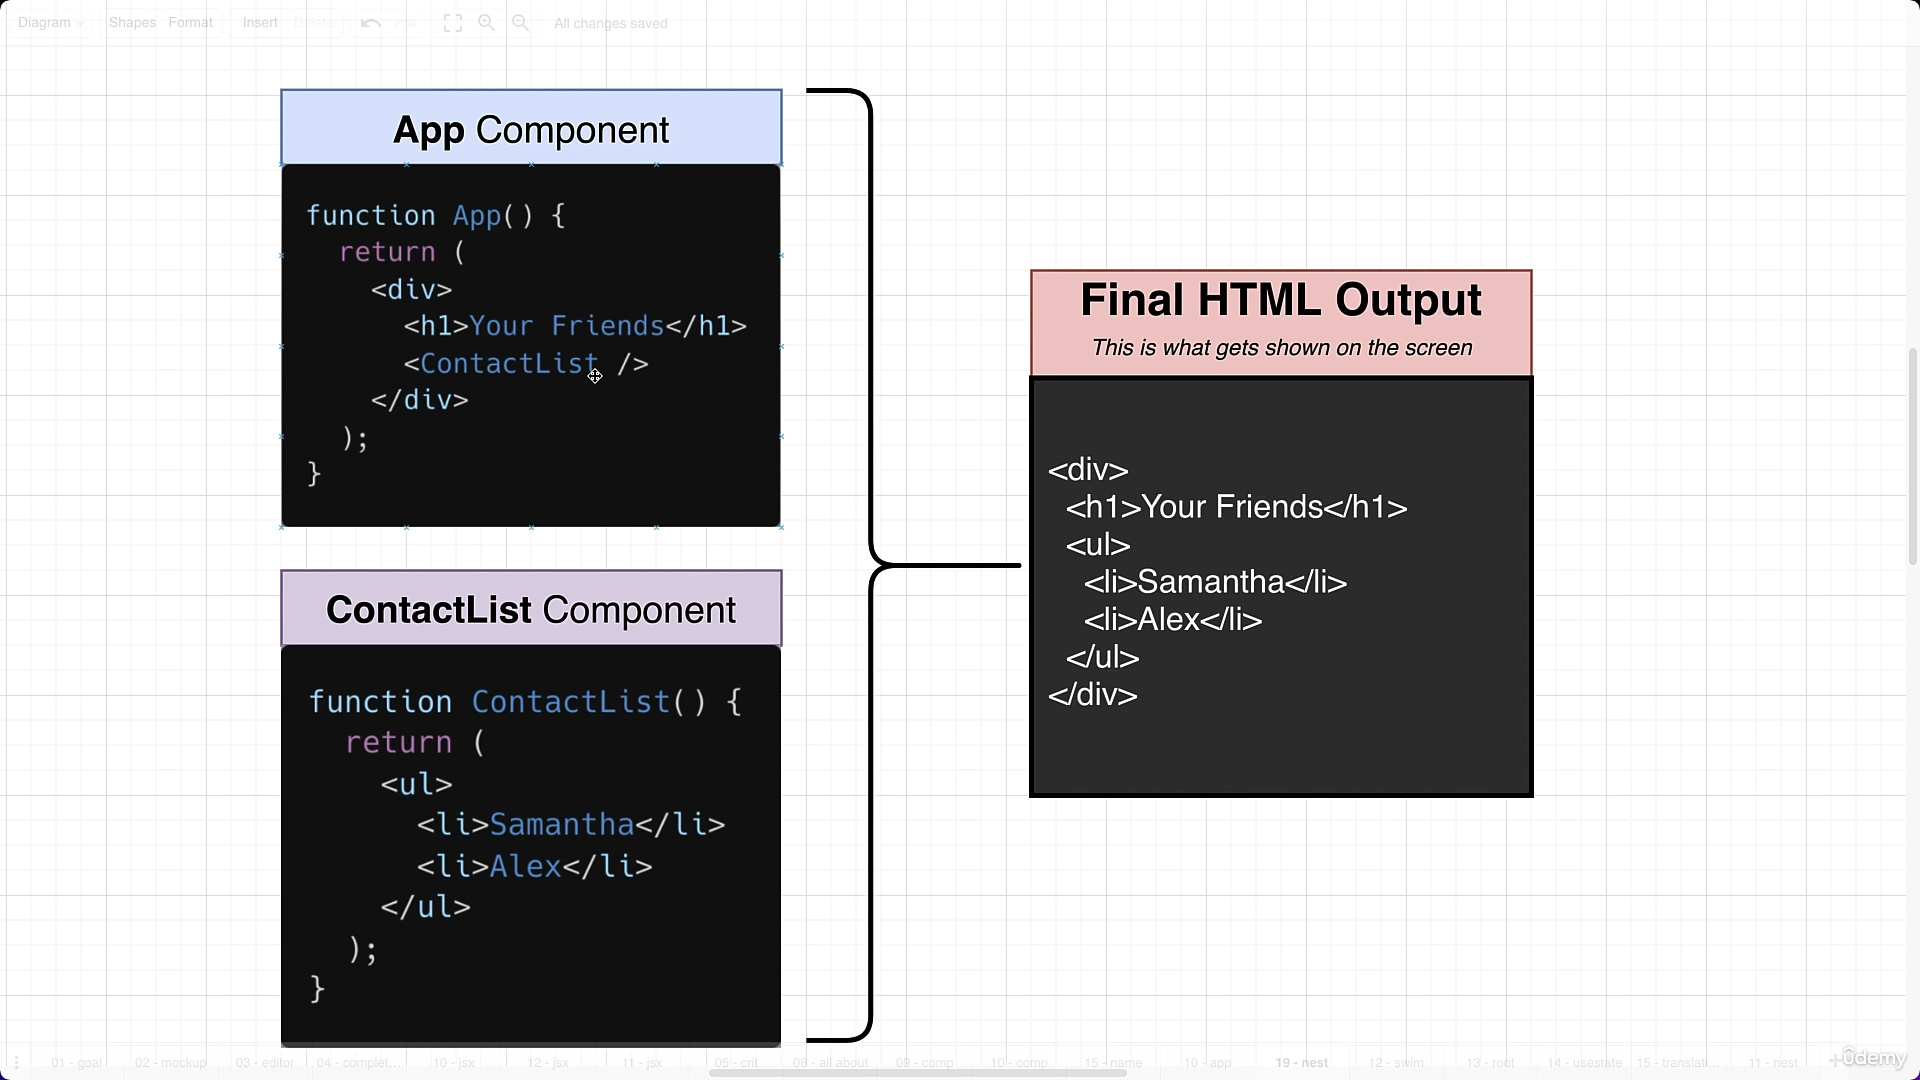 Diagram Shapes Format Insert Delete All changes saved
App Component
function App() {
  return (
    <div>
      <h1>Your Friends</h1>
      <ContactList />
    </div>
  );
}
ContactList Component
function ContactList() {
  return (
    <ul>
      <li>Samantha</li>
      <li>Alex</li>
    </ul>
  );
}
Final HTML Output
This is what gets shown on the screen
<div>
  <h1>Your Friends</h1>
  <ul>
    <li>Samantha</li>
    <li>Alex</li>
  </ul>
</div>
01 - goal 02 - mockup 03 - editor 04 - complet... 10 - jsx 12 - jsx 11 - jsx 05 - crit 08 - all about 09 - comp 10 - comp 15 - name 10 - app 19 - nest 12 - swim 13 - root 14 - usestate 15 - translati... 11 - nest
ûdemy